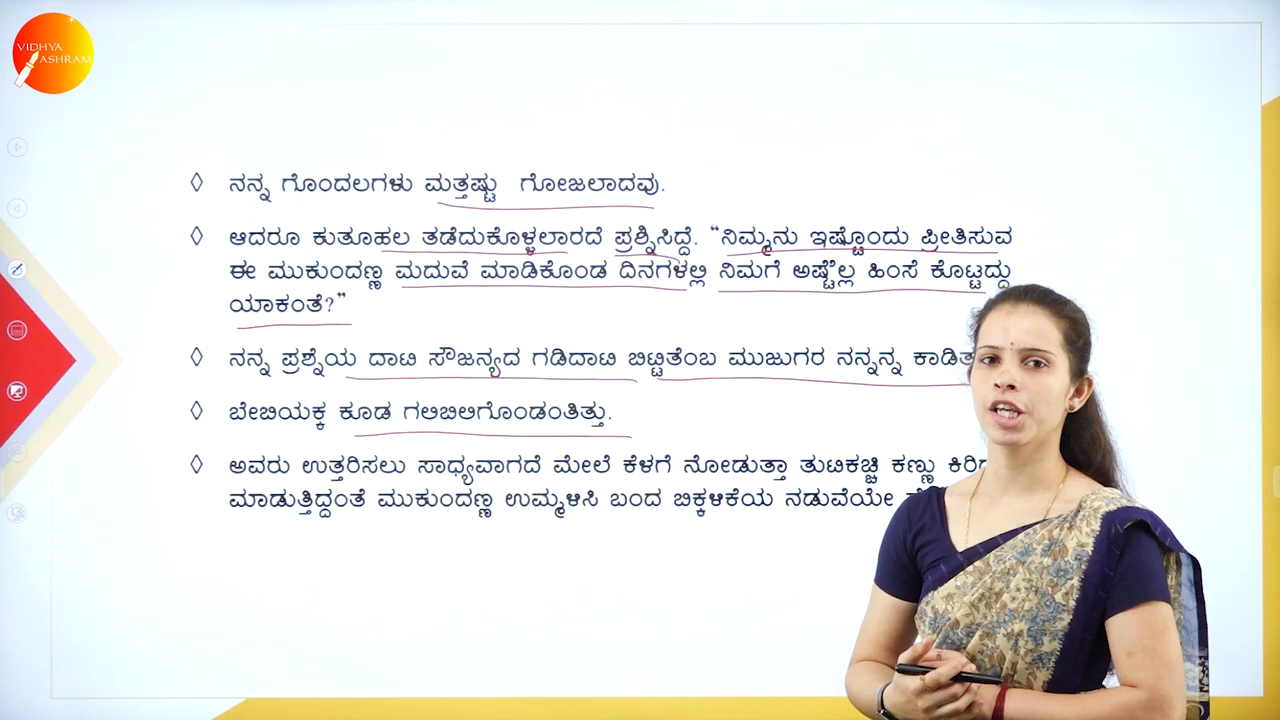 VIDHYA
ASHRAM
ನನ್ನ ಗೊಂದಲಗಳು ಮತ್ತಷ್ಟು ಗೋಜಲಾದವು.
ಆದರೂ ಕುತೂಹಲ ತಡೆದುಕೊಳ್ಳಲಾರದೆ ಪ್ರಶ್ನಿಸಿದ್ದೆ. “ನಿಮ್ಮನು ಇಷ್ಟೊಂದು ಪ್ರೀತಿಸುವ
ಈ ಮುಕುಂದಣ್ಣ ಮದುವೆ ಮಾಡಿಕೊಂಡ ದಿನಗಳಲ್ಲಿ ನಿಮಗೆ ಅಷ್ಟೆಲ್ಲ ಹಿಂಸೆ ಕೊಟ್ಟದ್ದು
ಯಾಕಂತೆ?”
ನನ್ನ ಪ್ರಶ್ನೆಯ ದಾಟಿ ಸೌಜನ್ಯದ ಗಡಿದಾಟಿ ಬಿಟ್ಟಿತೆಂಬ ಮುಜುಗರ ನನ್ನನ್ನ
ಬೇಬಿಯಕ್ಕ ಕೂಡ ಗಲಿಬಿಲಿಗೊಂಡಂತಿತ್ತು.
ಅವರು ಉತ್ತರಿಸಲು ಸಾಧ್ಯವಾಗದೆ ಮೇಲೆ ಕೆಳಗೆ ನೋಡುತ್ತಾ ತುಟಿಕಚ್ಚಿ ಕಣ್ಣು
ಮಾಡುತ್ತಿದ್ದಂತೆ ಮುಕುಂದಣ್ಣ ಉಮ್ಮಳಿಸಿ ಬಂದ ಬಿಕ್ಕಳಿಕೆಯ ನಡುವೆಯೇ